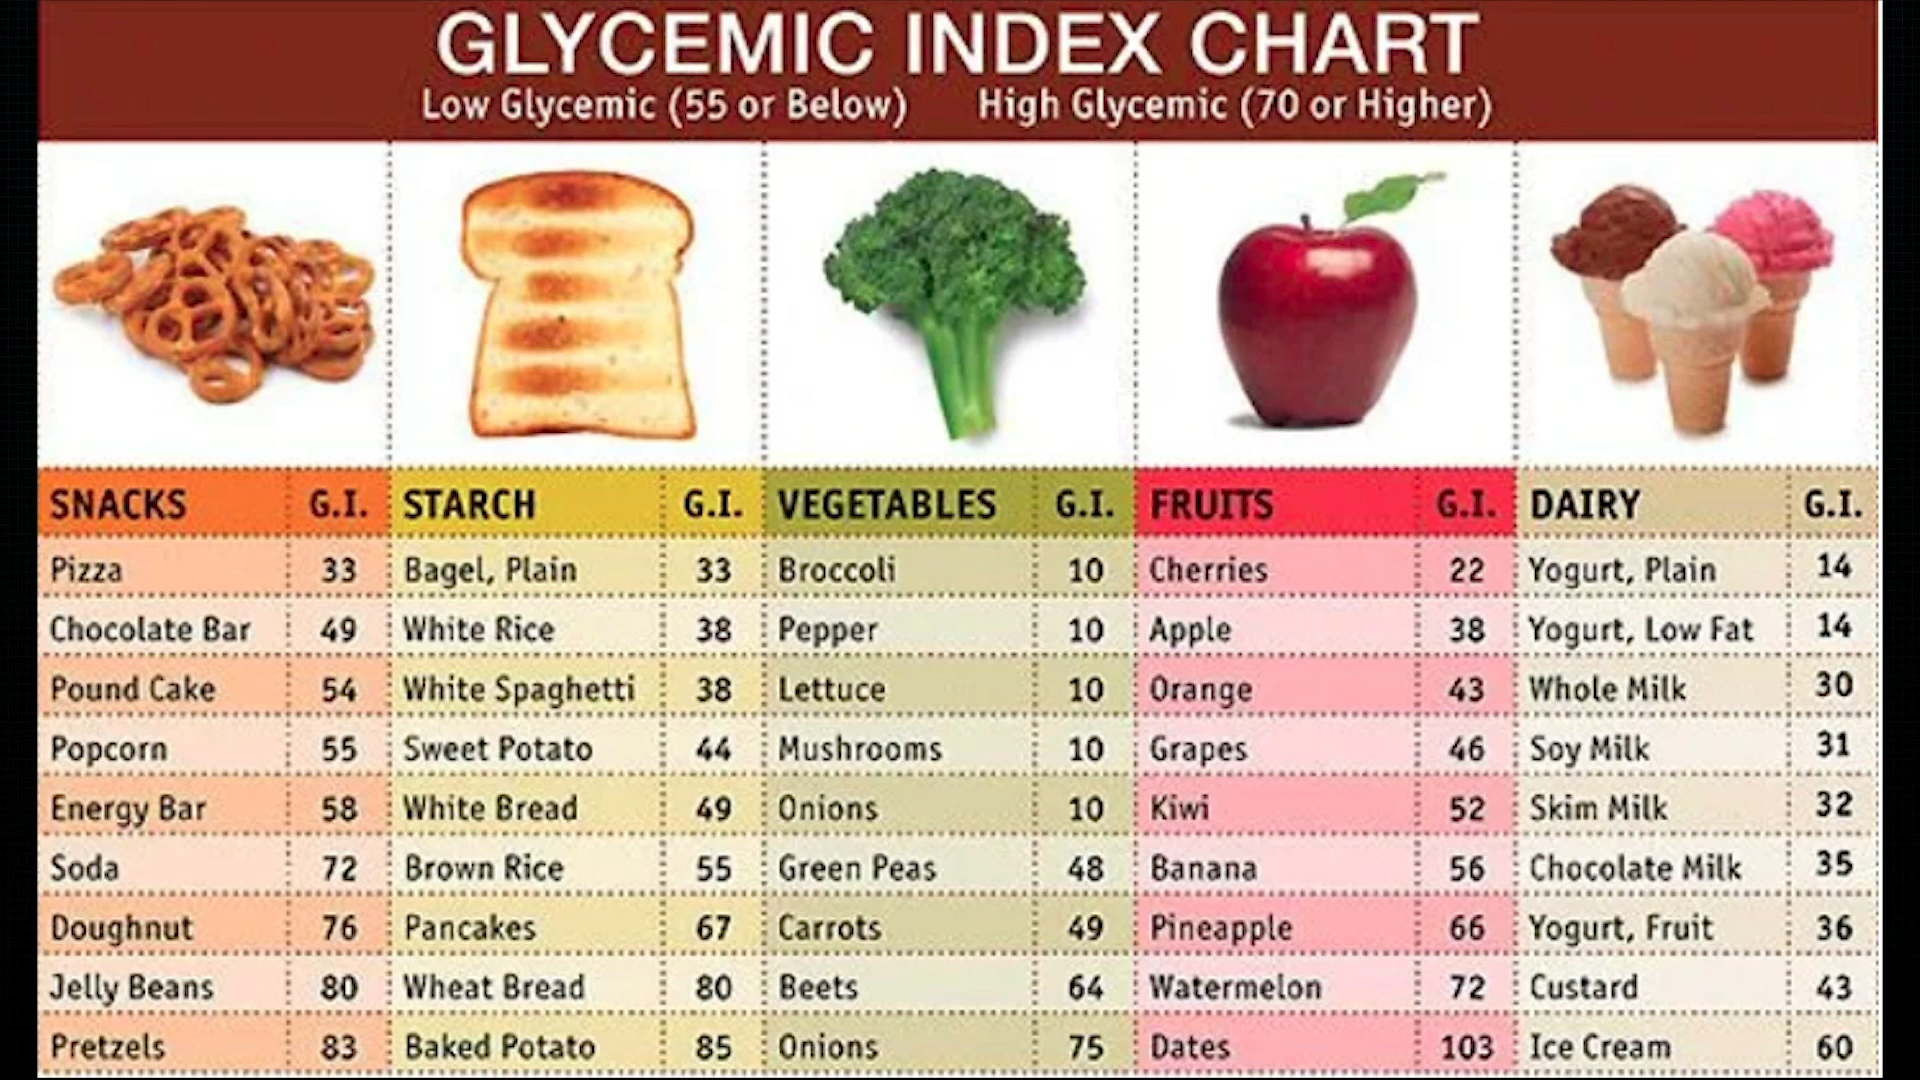 GLYCEMIC INDEX CHART
Low Glycemic (55 or Below) High Glycemic (70 or Higher)
SNACKS G.I. STARCH G.I. VEGETABLES G.I. FRUITS G.I. DAIRY G.I.
Pizza 33 Bagel, Plain 33 Broccoli 10 Cherries 22 Yogurt, Plain 14
Chocolate Bar 49 White Rice 38 Pepper 10 Apple 38 Yogurt, Low Fat 14
Pound Cake 54 White Spaghetti 38 Lettuce 10 Orange 43 Whole Milk 30
Popcorn 55 Sweet Potato 44 Mushrooms 10 Grapes 46 Soy Milk 31
Energy Bar 58 White Bread 49 Onions 10 Kiwi 52 Skim Milk 32
Soda 72 Brown Rice 55 Green Peas 48 Banana 56 Chocolate Milk 35
Doughnut 76 Pancakes 67 Carrots 49 Pineapple 66 Yogurt, Fruit 36
Jelly Beans 80 Wheat Bread 80 Beets 64 Watermelon 72 Custard 43
Pretzels 83 Baked Potato 85 Onions 75 Dates 103 Ice Cream 60